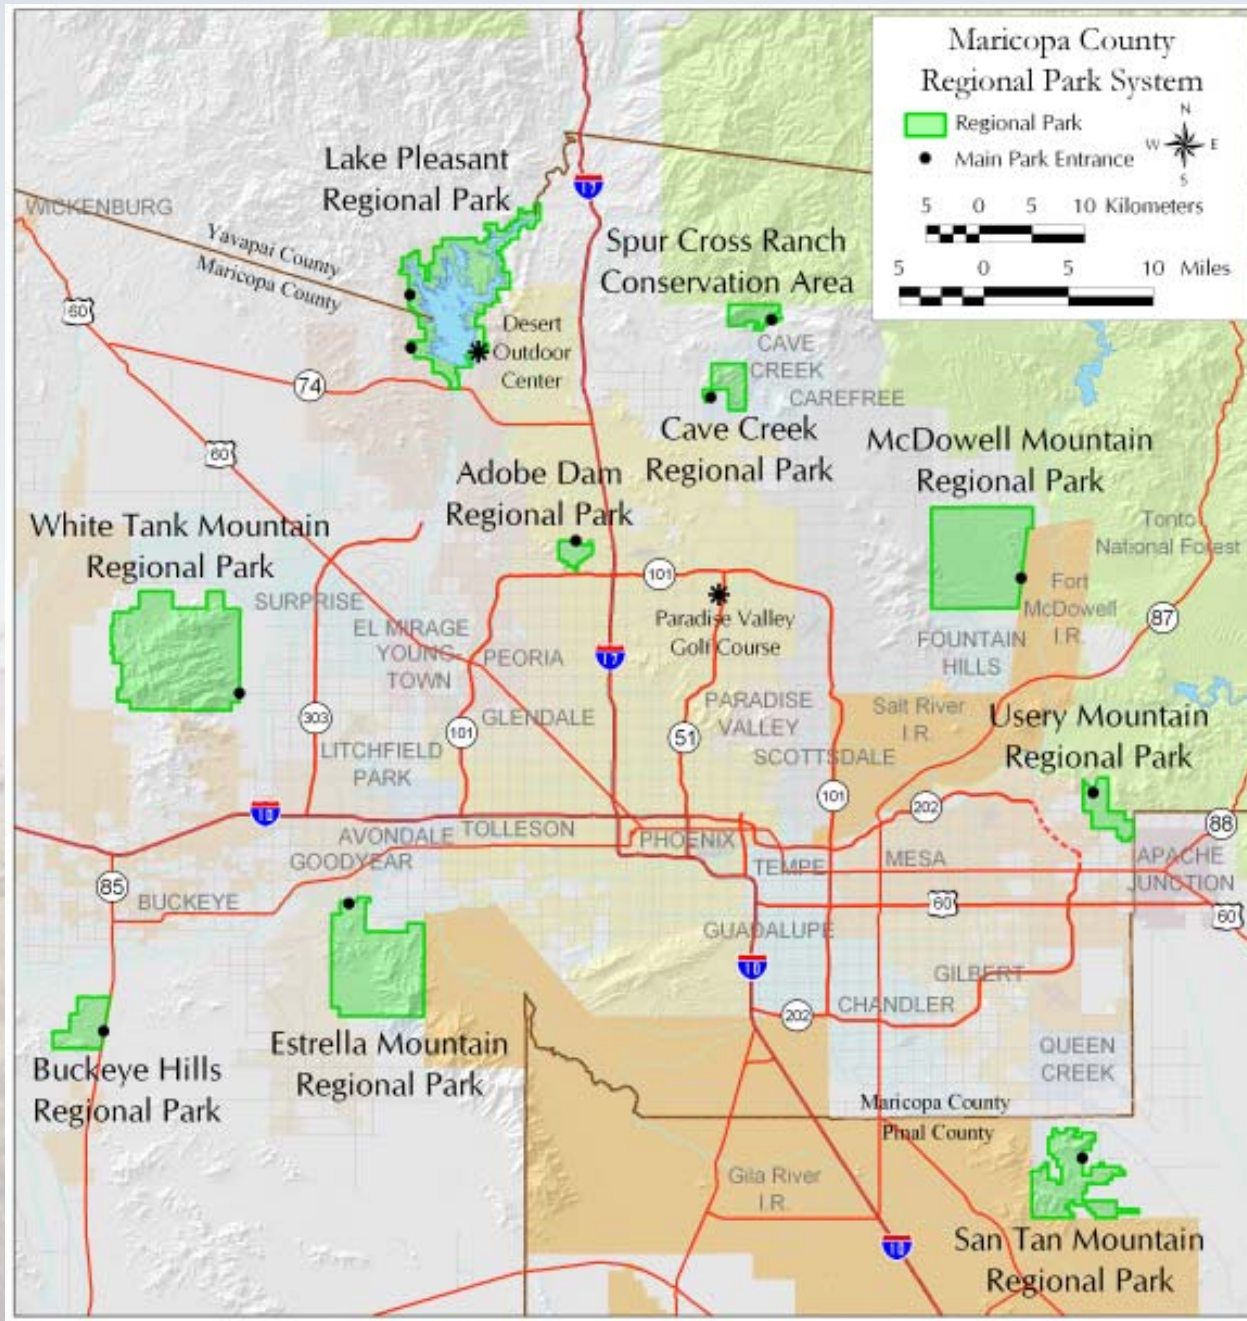 Maricopa County
Regional Park System
Regional Park
Main Park Entrance
N
W E
S
5 0 5 10 Kilometers
5 0 5 10 Miles
Lake Pleasant
Regional Park
17
WICKENBURG
Yavapai County
Maricopa County
Spur Cross Ranch
Conservation Area
60
Desert
Outdoor
Center
CAVE
CREEK
74
CAREFREE
Cave Creek
Regional Park
McDowell Mountain
Regional Park
60
Adobe Dam
Regional Park
White Tank Mountain
Regional Park
Tonto
National Forest
101
SURPRISE
Fort
McDowell
I.R.
87
Paradise Valley
Golf Course
EL MIRAGE
YOUNG-
TOWN
PEORIA
17
FOUNTAIN
HILLS
303
GLENDALE
101
PARADISE
VALLEY
51
Salt River
I.R.
Usery Mountain
Regional Park
LITCHFIELD
PARK
SCOTTSDALE
101
202
10
AVONDALE
TOLLESON
GOODYEAR
PHOENIX
TEMPE
MESA
88
APACHE
JUNCTION
85
BUCKEYE
60
60
GUADALUPE
10
GILBERT
202
CHANDLER
Estrella Mountain
Regional Park
Buckeye Hills
Regional Park
QUEEN
CREEK
Maricopa County
Pinal County
Gila River
I.R.
10
San Tan Mountain
Regional Park